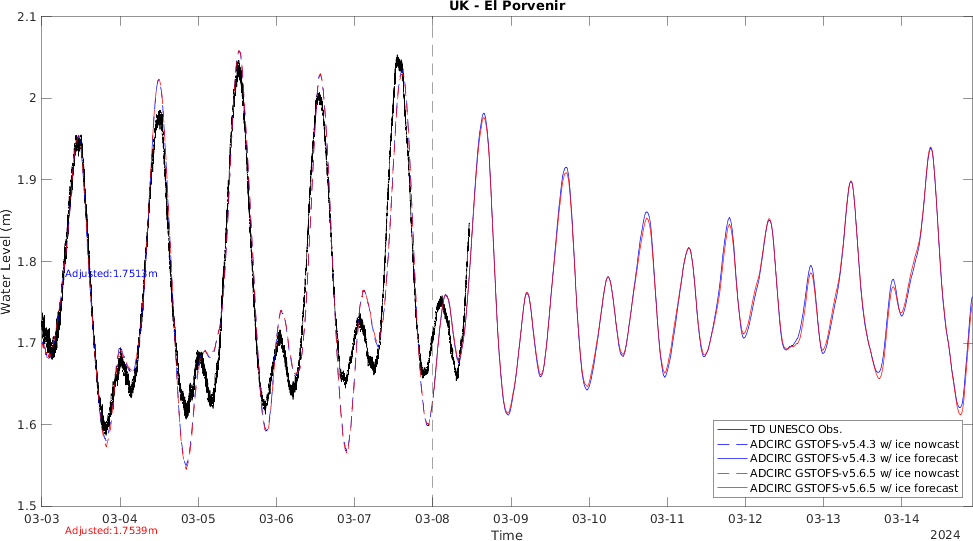 UK - El Porvenir
2.1
2
1.9
1.8
1.7
1.6
1.5
Water Level (m)
Adjusted:1.7513m
Adjusted:1.7539m
TD UNESCO Obs.
ADCIRC GSTOFS-v5.4.3 w/ ice nowcast
ADCIRC GSTOFS-v5.4.3 w/ ice forecast
ADCIRC GSTOFS-v5.6.5 w/ ice nowcast
ADCIRC GSTOFS-v5.6.5 w/ ice forecast
03-03 03-04 03-05 03-06 03-07 03-08 03-09 03-10 03-11 03-12 03-13 03-14
Time
2024